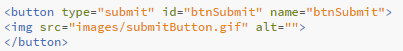 <button type="submit" id="btnSubmit" name="btnSubmit">
<img src="images/submitButton.gif" alt="">
</button>